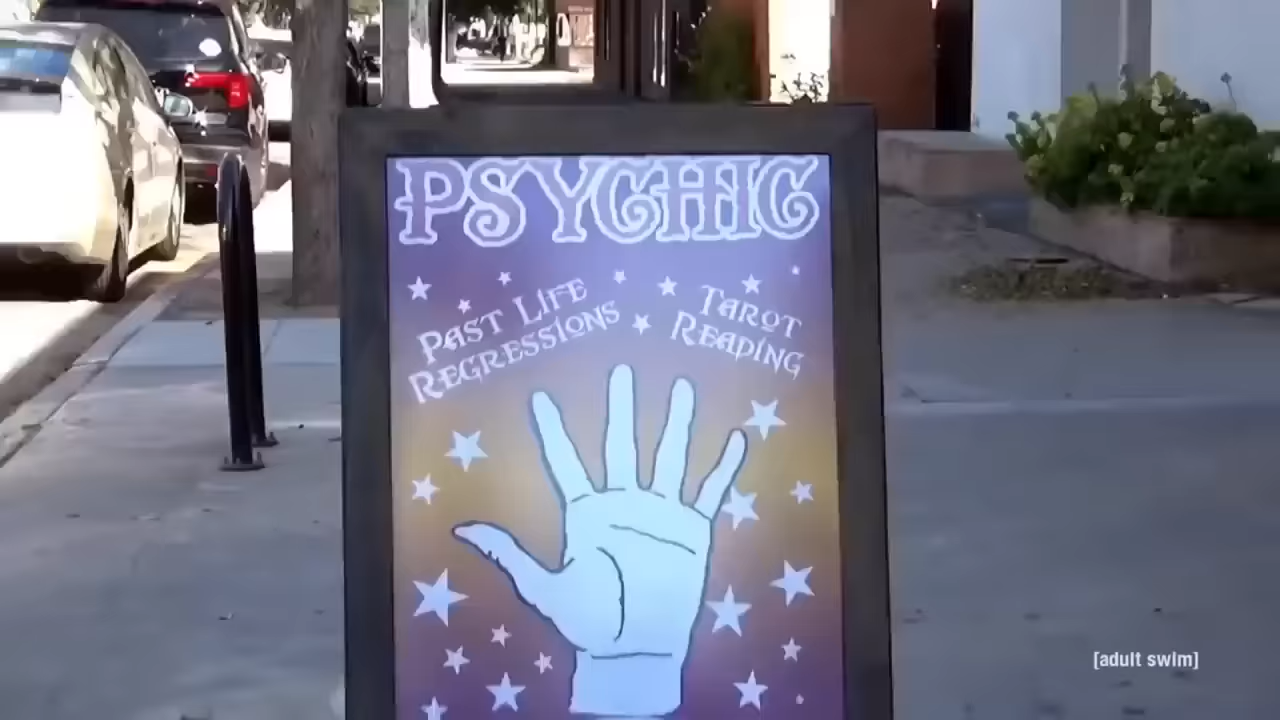 PSYCHIC
PAST LIFE
REGRESSIONS
TAROT
READING
[adult swim]